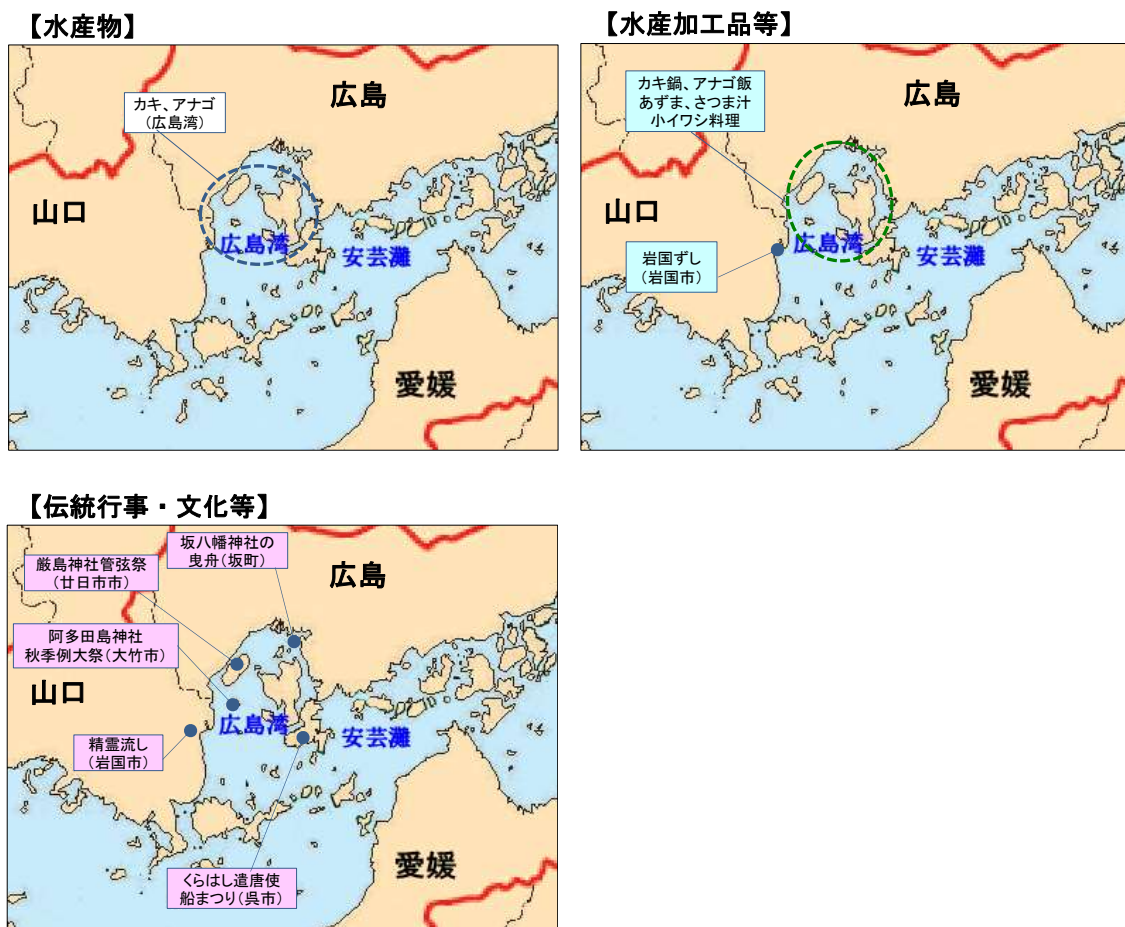 【水産物】
カキ、アナゴ
(広島湾)
広島
山口
広島湾
安芸灘
愛媛
【水産加工品等】
カキ鍋、アナゴ飯
あずま、さつま汁
小イワシ料理
広島
山口
岩国ずし
(岩国市)
広島湾
安芸灘
愛媛
【伝統行事・文化等】
坂八幡神社の
曳舟(坂町)
厳島神社管弦祭
(廿日市市)
広島
阿多田島神社
秋季例大祭(大竹市)
山口
広島湾
安芸灘
精霊流し
(岩国市)
くらはし遣唐使
船まつり(呉市)
愛媛